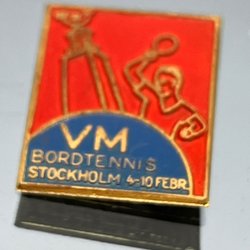 VM
BORDTENNIS
STOCKHOLM 4-10 FEBR.